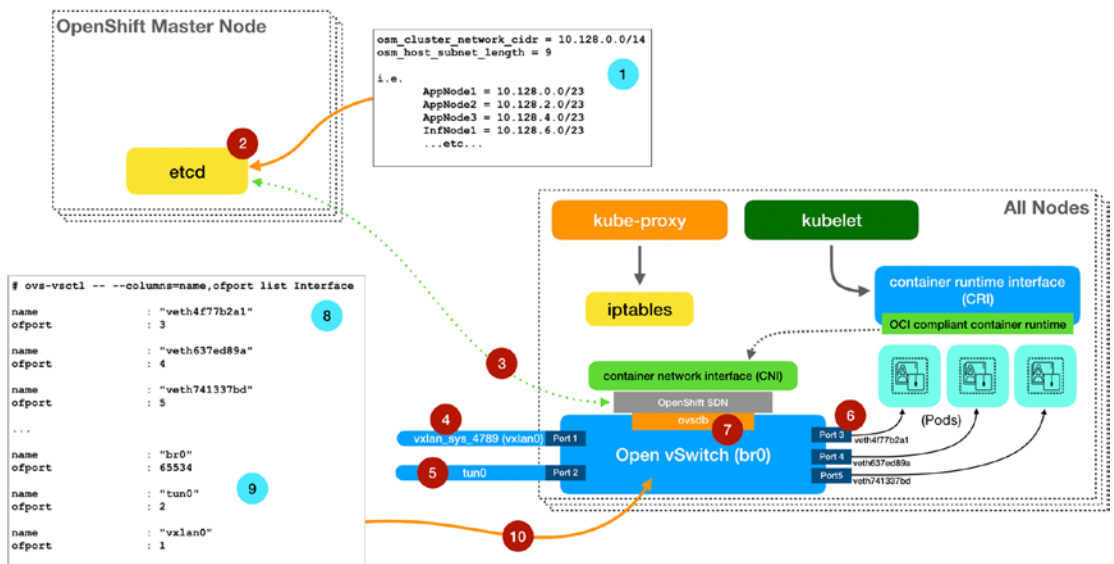 OpenShift Master Node
osm_cluster_network_cidr = 10.128.0.0/14
osm_host_subnet_length = 9
i.e.
AppNode1 = 10.128.0.0/23
AppNode2 = 10.128.2.0/23
AppNode3 = 10.128.4.0/23
InfNode1 = 10.128.6.0/23
...etc...
1
2
etcd
All Nodes
kube-proxy
kubelet
iptables
container runtime interface
(CRI)
OCI compliant container runtime
container network interface (CNI)
OpenShift SDN
ovsdb
7
Open vSwitch (br0)
3
4
vxlan_sys_4789 (vxlan0)
Port 1
5
tun0
Port 2
6
(Pods)
Port 3
veth4f77b2a1
Port 4
veth637ed89a
Port5
veth741337bd
# ovs-vsctl -- --columns=name,ofport list Interface
8
name : "veth4f77b2a1"
ofport : 3
name : "veth637ed89a"
ofport : 4
name : "veth741337bd"
ofport : 5
...
name : "br0"
ofport : 65534
9
name : "tun0"
ofport : 2
name : "vxlan0"
ofport : 1
10